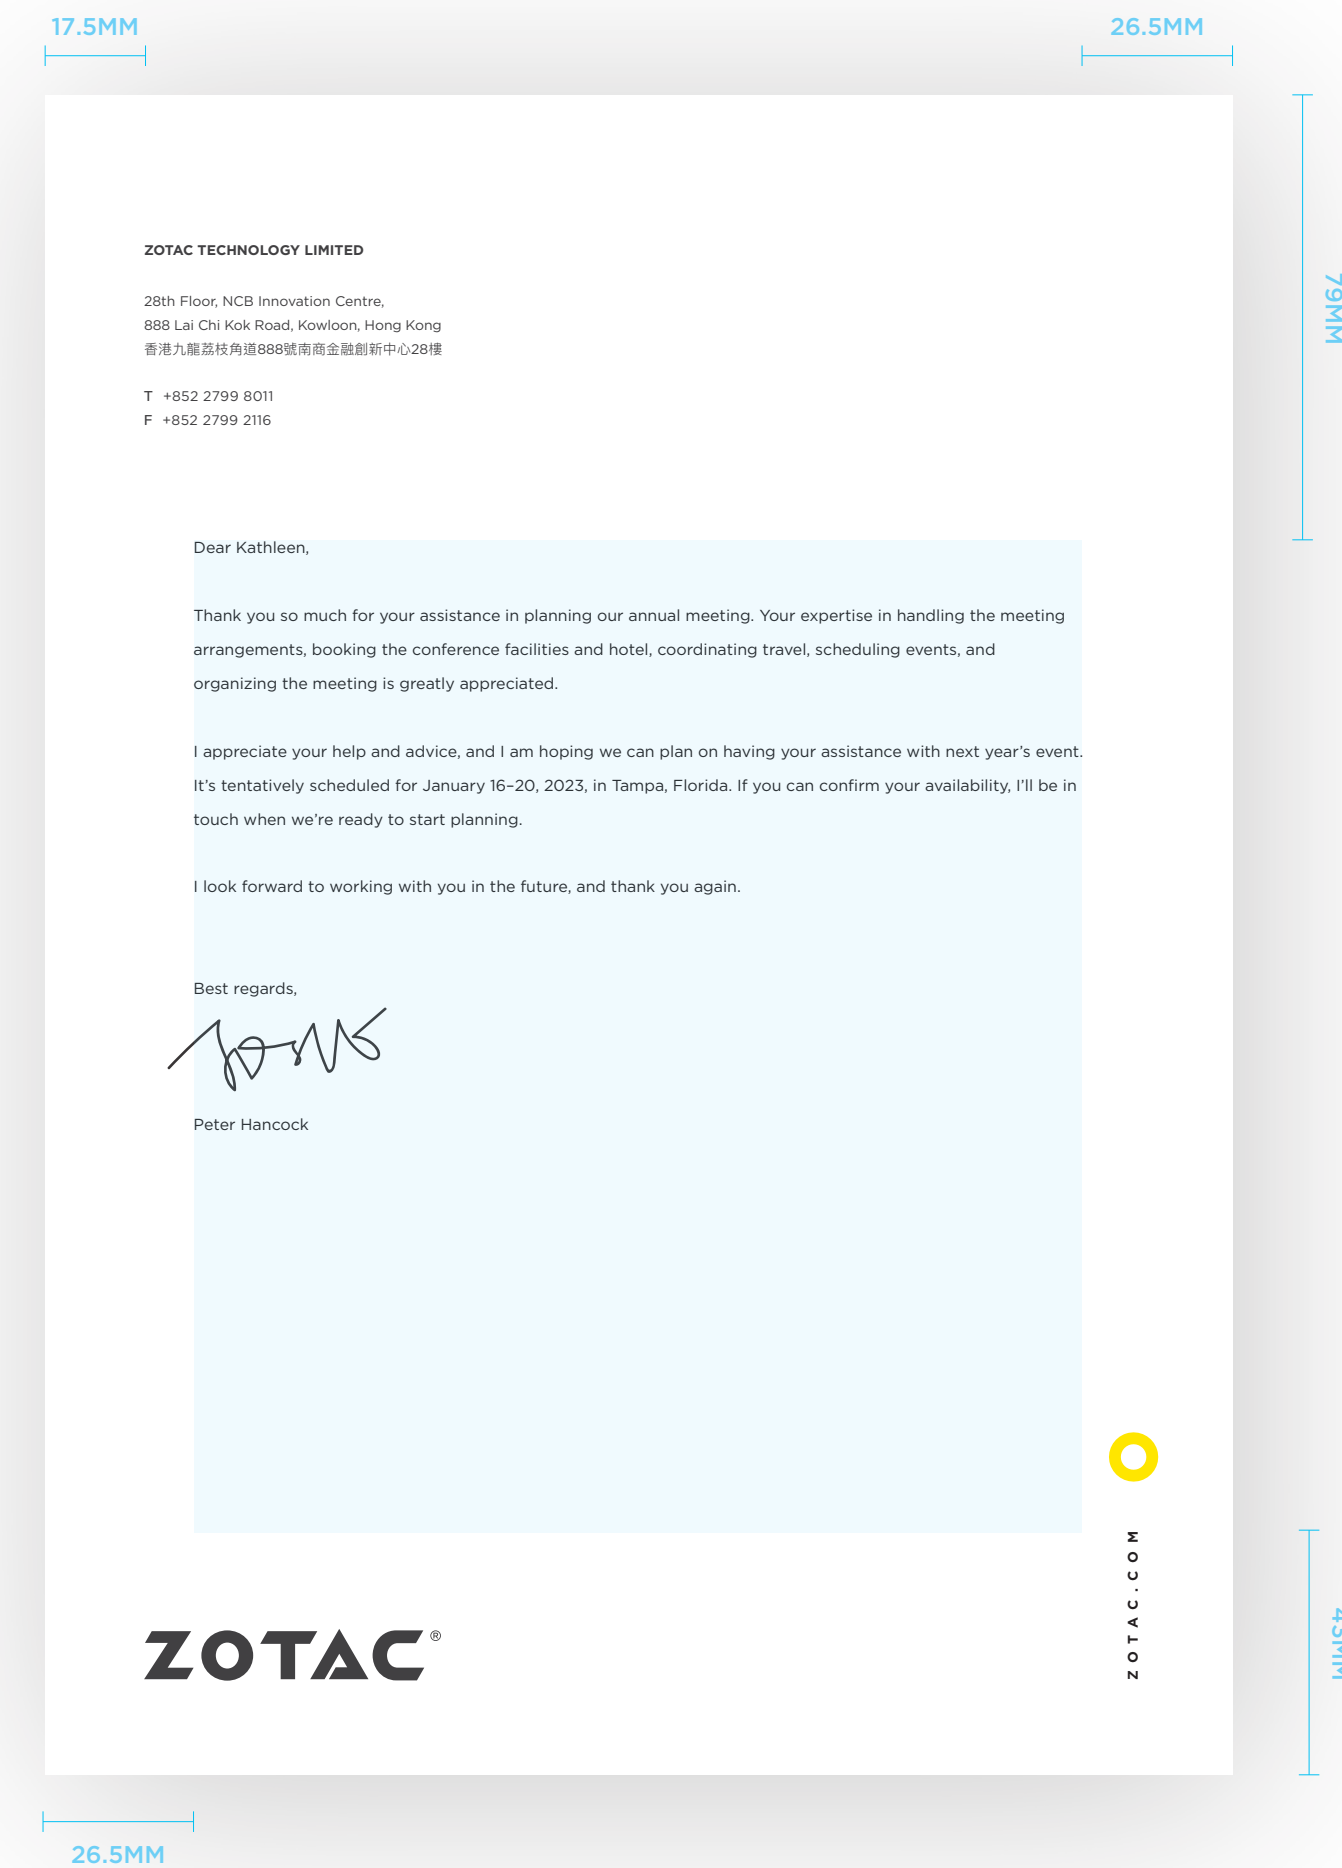 17.5MM
26.5MM
79MM
ZOTAC TECHNOLOGY LIMITED
28th Floor, NCB Innovation Centre,
888 Lai Chi Kok Road, Kowloon, Hong Kong
香港九龍荔枝角道888號南商金融創新中心28樓
T +852 2799 8011
F +852 2799 2116
Dear Kathleen,
Thank you so much for your assistance in planning our annual meeting. Your expertise in handling the meeting
arrangements, booking the conference facilities and hotel, coordinating travel, scheduling events, and
organizing the meeting is greatly appreciated.
I appreciate your help and advice, and I am hoping we can plan on having your assistance with next year’s event.
It’s tentatively scheduled for January 16–20, 2023, in Tampa, Florida. If you can confirm your availability, I’ll be in
touch when we’re ready to start planning.
I look forward to working with you in the future, and thank you again.
Best regards,
Peter Hancock
ZOTAC.COM
43MM
ZOTAC®
26.5MM